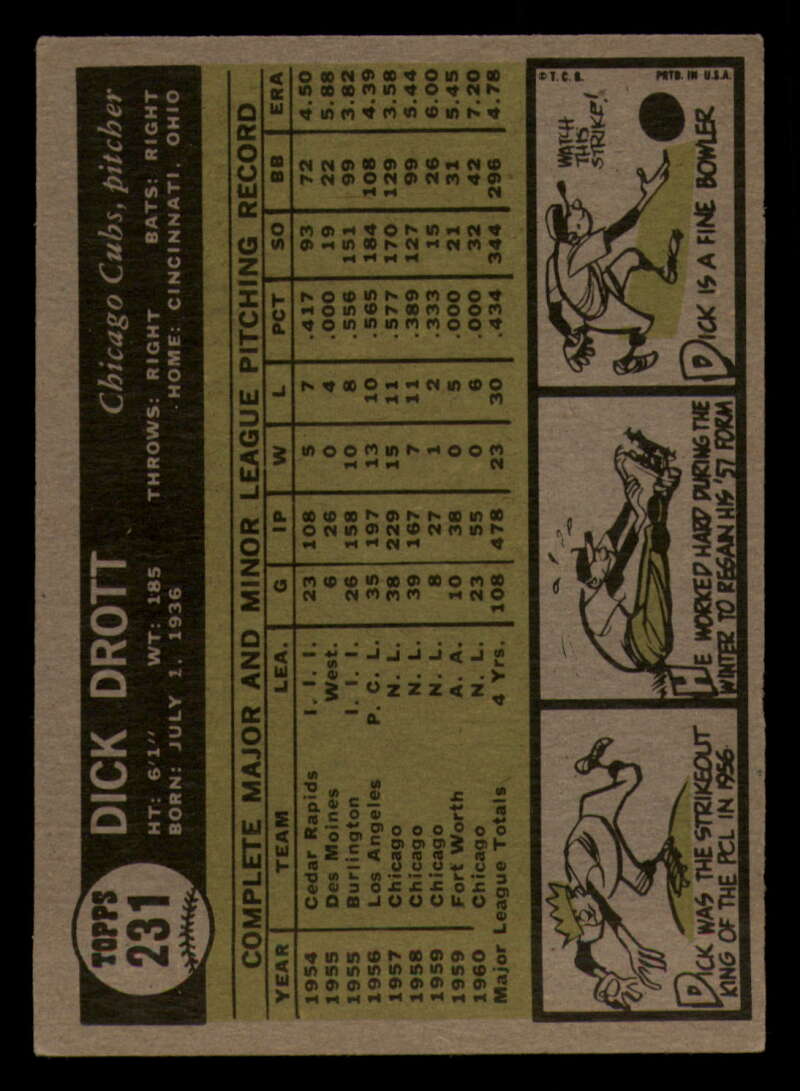 TOPPS
231
DICK DROTT Chicago Cubs, pitcher
HT: 6'1" WT: 185 THROWS: RIGHT BATS: RIGHT
BORN: JULY 1, 1936 HOME: CINCINNATI, OHIO
COMPLETE MAJOR AND MINOR LEAGUE PITCHING RECORD
YEAR TEAM LEA. G IP W L PCT SO BB ERA
1954 Cedar Rapids I. I. I. 23 108 5 7 .417 93 72 4.50
1955 Des Moines West. 6 26 0 4 .000 19 22 5.88
1955 Burlington I. I. I. 26 158 10 8 .556 151 99 3.82
1956 Los Angeles P. C. L. 35 197 13 10 .565 184 108 4.39
1957 Chicago N. L. 38 229 15 11 .577 170 129 3.58
1958 Chicago N. L. 39 167 7 11 .389 127 99 5.44
1959 Chicago N. L. 8 27 1 2 .333 15 26 6.00
1959 Fort Worth A. A. 10 38 0 5 .000 21 31 5.45
1960 Chicago N. L. 23 55 0 6 .000 32 42 7.20
Major League Totals 4 Yrs. 108 478 23 30 .434 344 296 4.78
DICK WAS THE STRIKEOUT
KING OF THE PCL IN 1956
HE WORKED HARD DURING THE
WINTER TO REGAIN HIS '57 FORM
© T. C. G.
PRTD. IN U.S.A.
WATCH
THIS
STRIKE!
DICK IS A FINE BOWLER